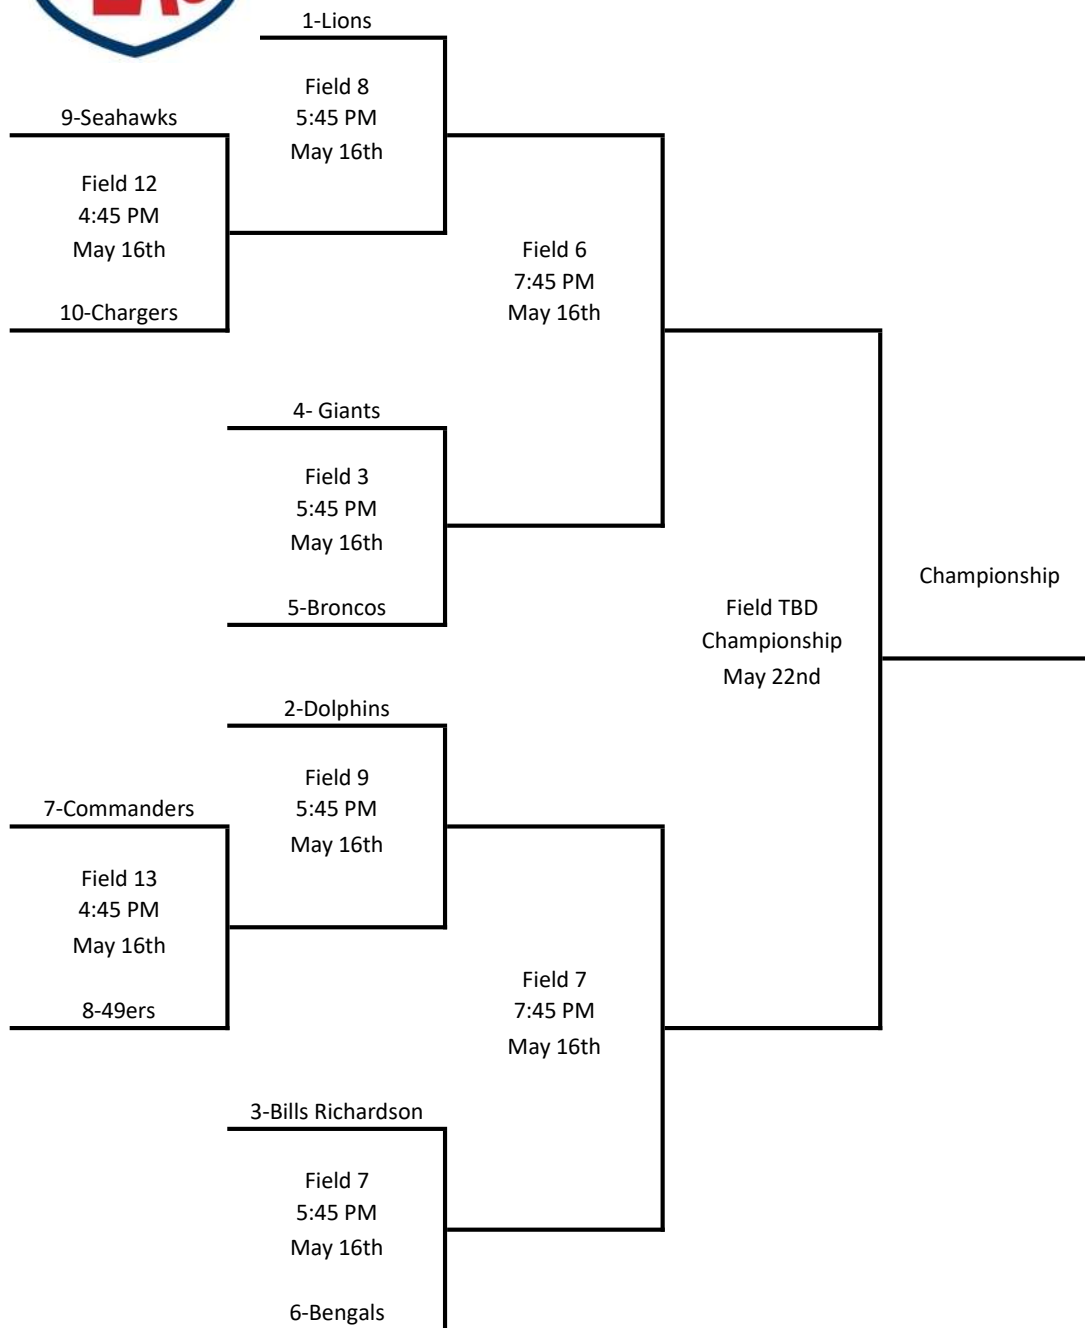 1-Lions
Field 8
5:45 PM
May 16th
9-Seahawks
Field 12
4:45 PM
May 16th
10-Chargers
Field 6
7:45 PM
May 16th
4- Giants
Field 3
5:45 PM
May 16th
5-Broncos
Championship
Field TBD
Championship
May 22nd
2-Dolphins
Field 9
5:45 PM
May 16th
7-Commanders
Field 13
4:45 PM
May 16th
8-49ers
Field 7
7:45 PM
May 16th
3-Bills Richardson
Field 7
5:45 PM
May 16th
6-Bengals